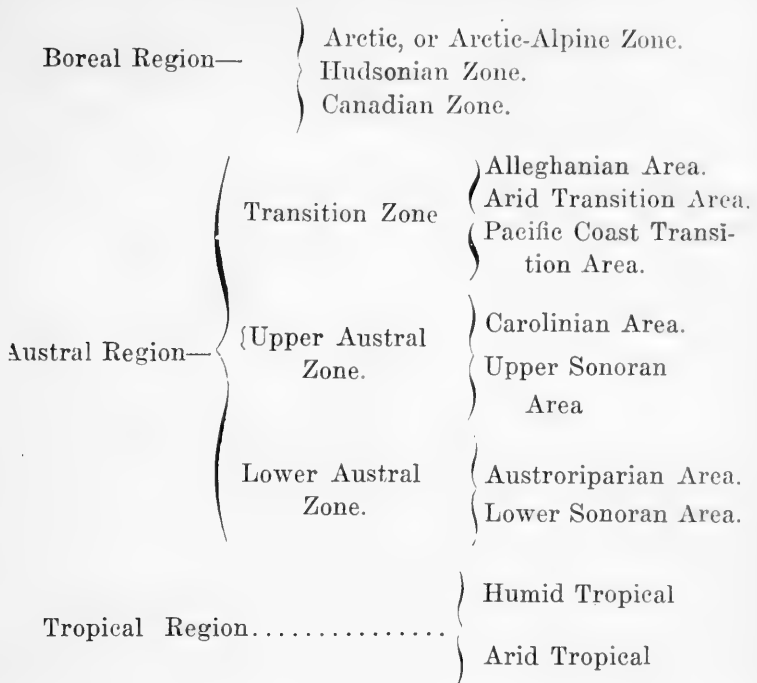 Boreal Region—
Arctic, or Arctic-Alpine Zone.
Hudsonian Zone.
Canadian Zone.
Austral Region—
Transition Zone
Alleghanian Area.
Arid Transition Area.
Pacific Coast Transi-
tion Area.
{Upper Austral
Zone.
Carolinian Area.
Upper Sonoran
Area
Lower Austral
Zone.
Austroriparian Area.
Lower Sonoran Area.
Tropical Region...............
Humid Tropical
Arid Tropical